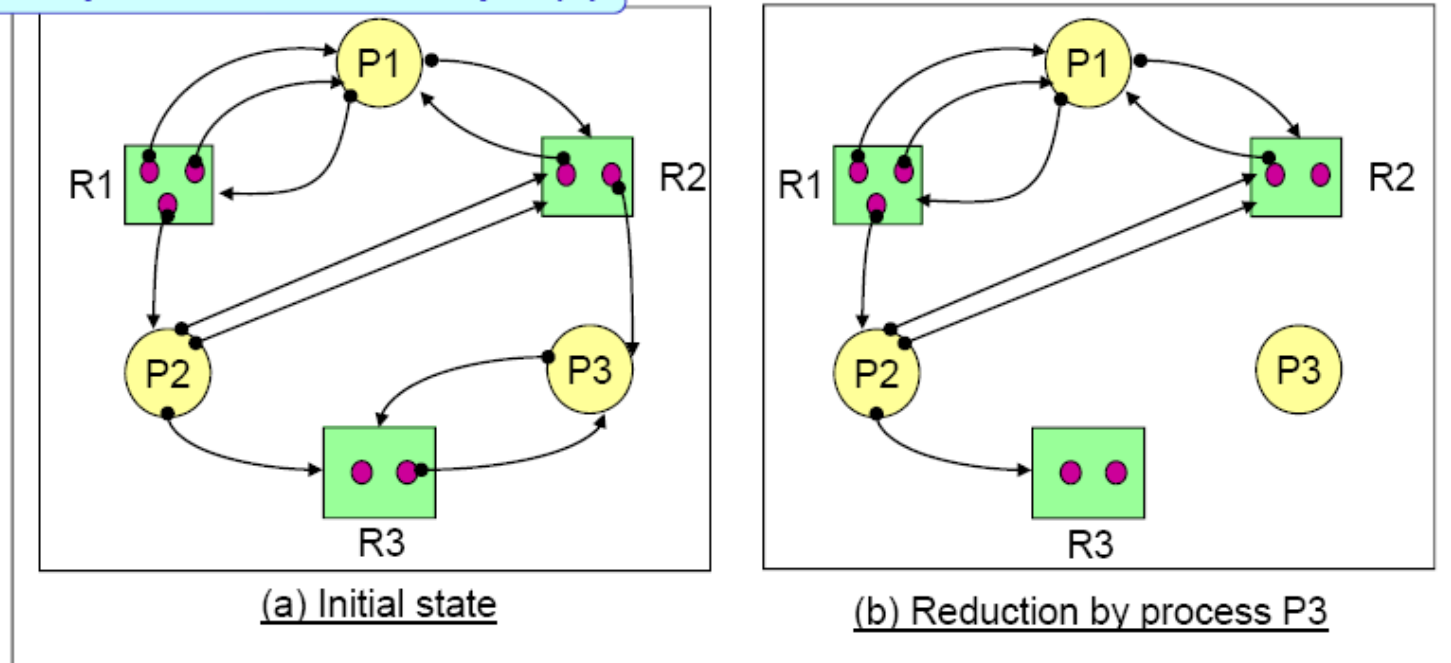 P1
R1
R2
P2
P3
R3
(a) Initial state
P1
R1
R2
P2
P3
R3
(b) Reduction by process P3